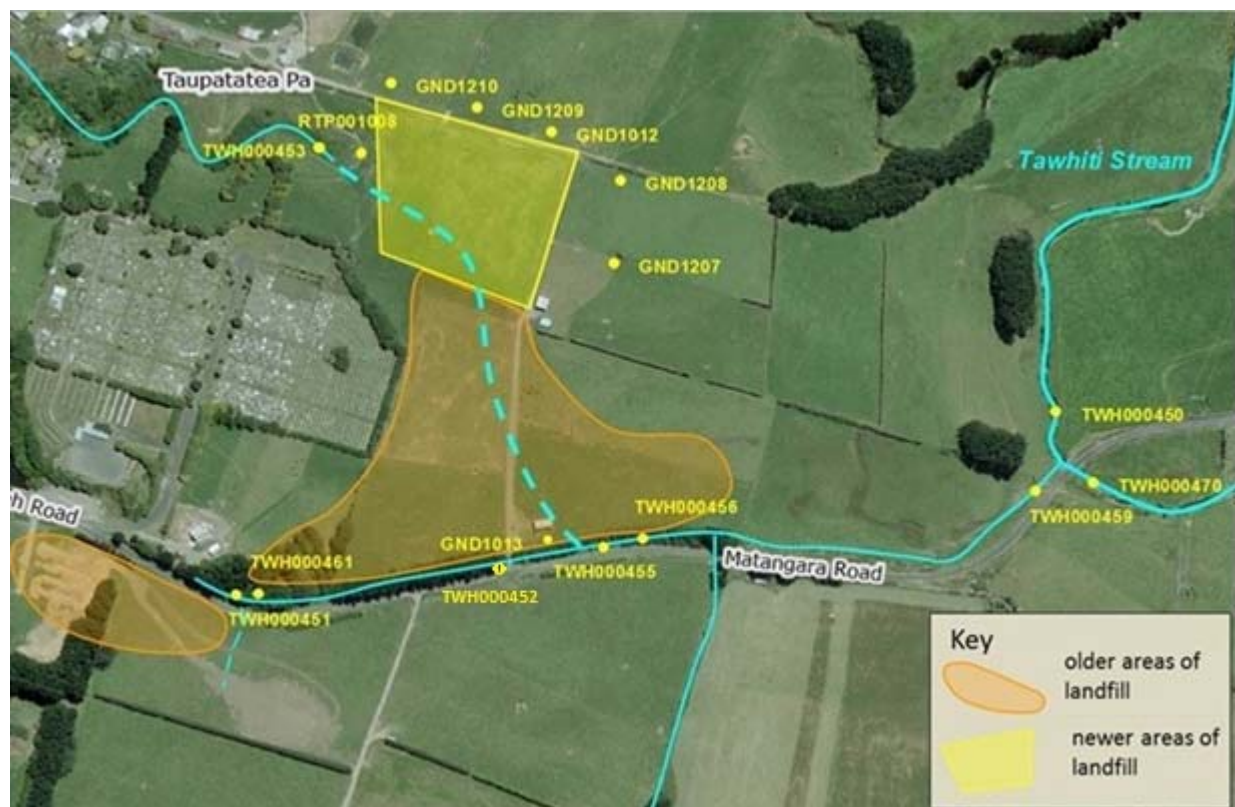 Taupatatea Pa
GND1210
GND1209
RTP001008
GND1012
TWH000453
Tawhiti Stream
GND1208
GND1207
TWH000450
TWH000470
TWH000456
TWH000459
h Road
GND1013
TWH000461
TWH000455
Matangara Road
TWH000452
TWH000451
Key
older areas of
landfill
newer areas of
landfill